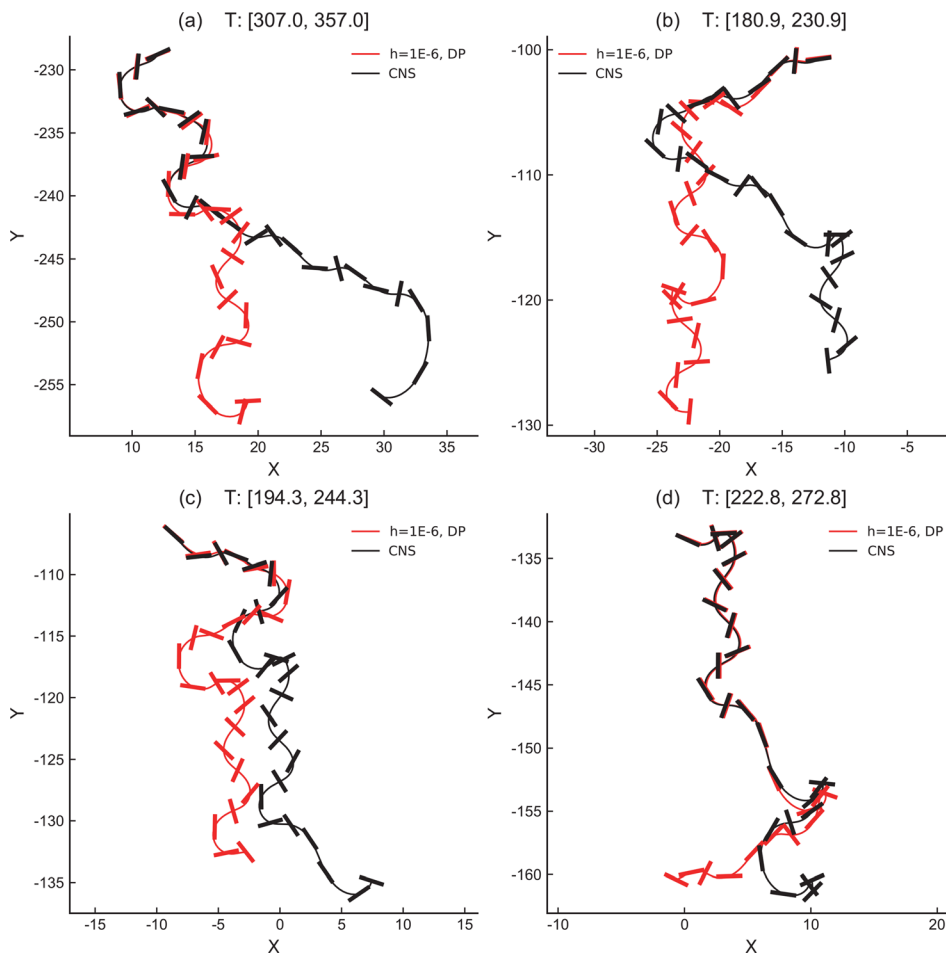 (a) T: [307.0, 357.0]
h=1E-6, DP
CNS
-230
-235
-240
-245
-250
-255
Y
10 15 20 25 30 35
X
(b) T: [180.9, 230.9]
h=1E-6, DP
CNS
-100
-110
-120
-130
Y
-30 -25 -20 -15 -10 -5
X
(c) T: [194.3, 244.3]
h=1E-6, DP
CNS
-110
-115
-120
-125
-130
-135
Y
-15 -10 -5 0 5 10 15
X
(d) T: [222.8, 272.8]
h=1E-6, DP
CNS
-135
-140
-145
-150
-155
-160
Y
-10 0 10 20
X